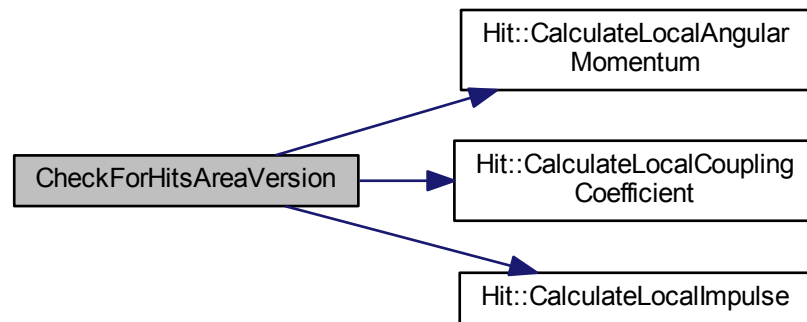 Hit::CalculateLocalAngular
Momentum
CheckForHitsAreaVersion
Hit::CalculateLocalCoupling
Coefficient
Hit::CalculateLocalImpulse